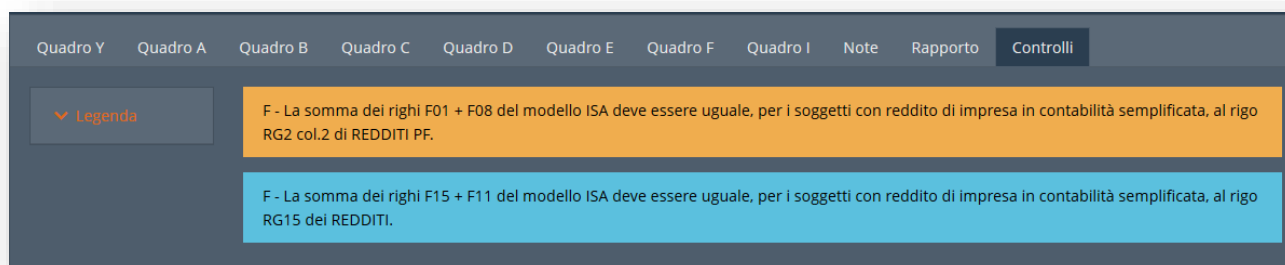 Quadro Y Quadro A Quadro B Quadro C Quadro D Quadro E Quadro F Quadro I Note Rapporto Controlli
Legenda
F - La somma dei righi F01 + F08 del modello ISA deve essere uguale, per i soggetti con reddito di impresa in contabilità semplificata, al rigo
RG2 col.2 di REDDITI PF.
F - La somma dei righi F15 + F11 del modello ISA deve essere uguale, per i soggetti con reddito di impresa in contabilità semplificata, al rigo
RG15 dei REDDITI.